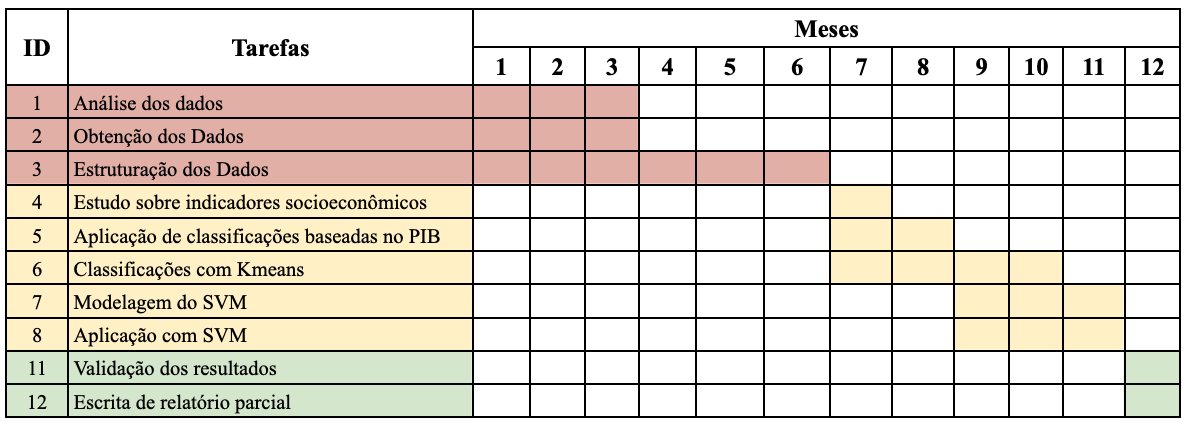 ID Tarefas Meses
1 2 3 4 5 6 7 8 9 10 11 12
1 Análise dos dados
2 Obtenção dos Dados
3 Estruturação dos Dados
4 Estudo sobre indicadores socioeconômicos
5 Aplicação de classificações baseadas no PIB
6 Classificações com Kmeans
7 Modelagem do SVM
8 Aplicação com SVM
11 Validação dos resultados
12 Escrita de relatório parcial